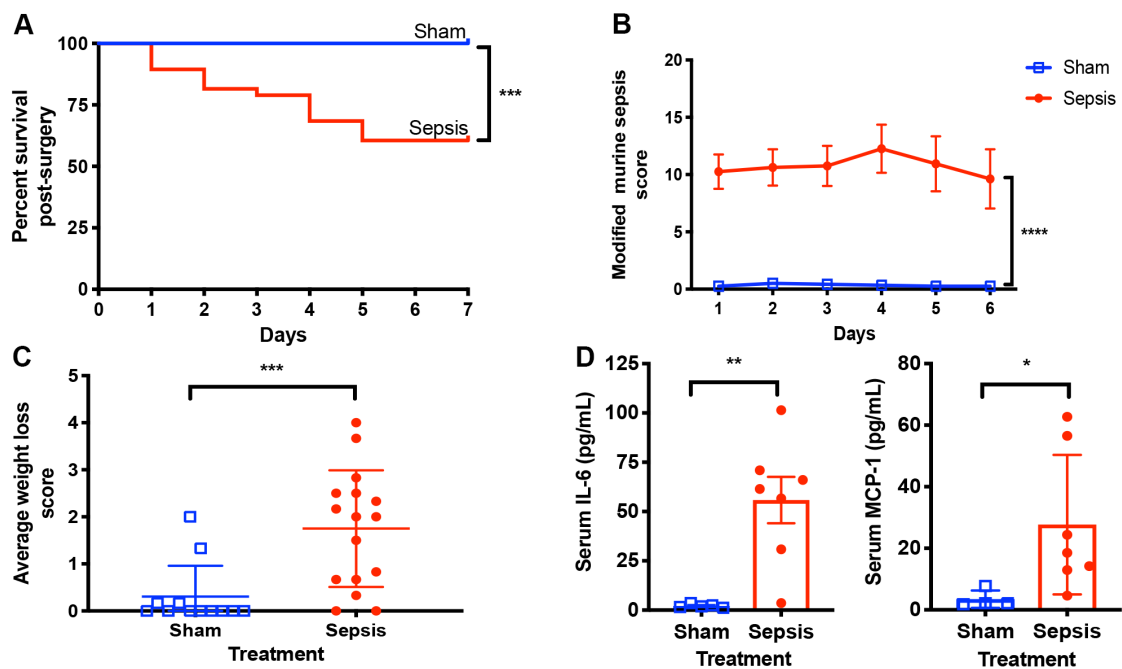 A
Percent survival
post-surgery
100
75
50
25
0
Sham
Sepsis
***
0 1 2 3 4 5 6 7
Days
B
Modified murine sepsis
score
20
15
10
5
0
Sham
Sepsis
****
1 2 3 4 5 6
Days
C
Average weight loss
score
5
4
3
2
1
0
***
Sham Sepsis
Treatment
D
Serum IL-6 (pg/mL)
125
100
75
50
25
0
**
Sham Sepsis
Treatment
Serum MCP-1 (pg/mL)
80
60
40
20
0
*
Sham Sepsis
Treatment